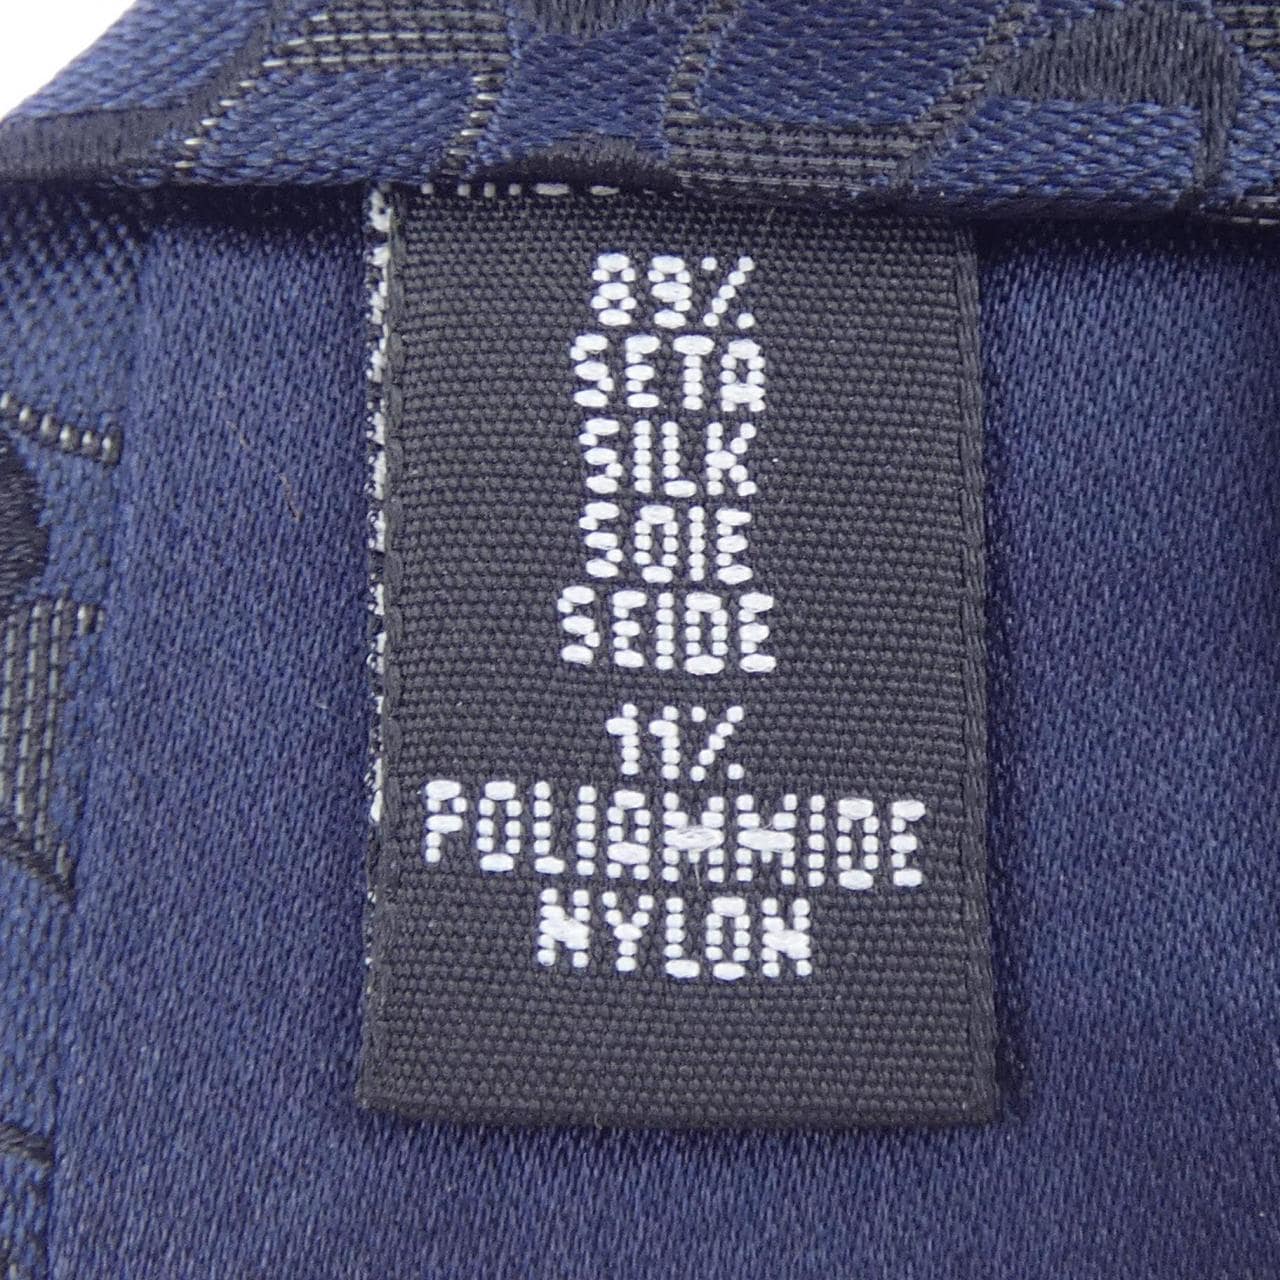 89%
SETA
SILK
SOIE
SEIDE
11%
POLIAMMIDE
NYLON